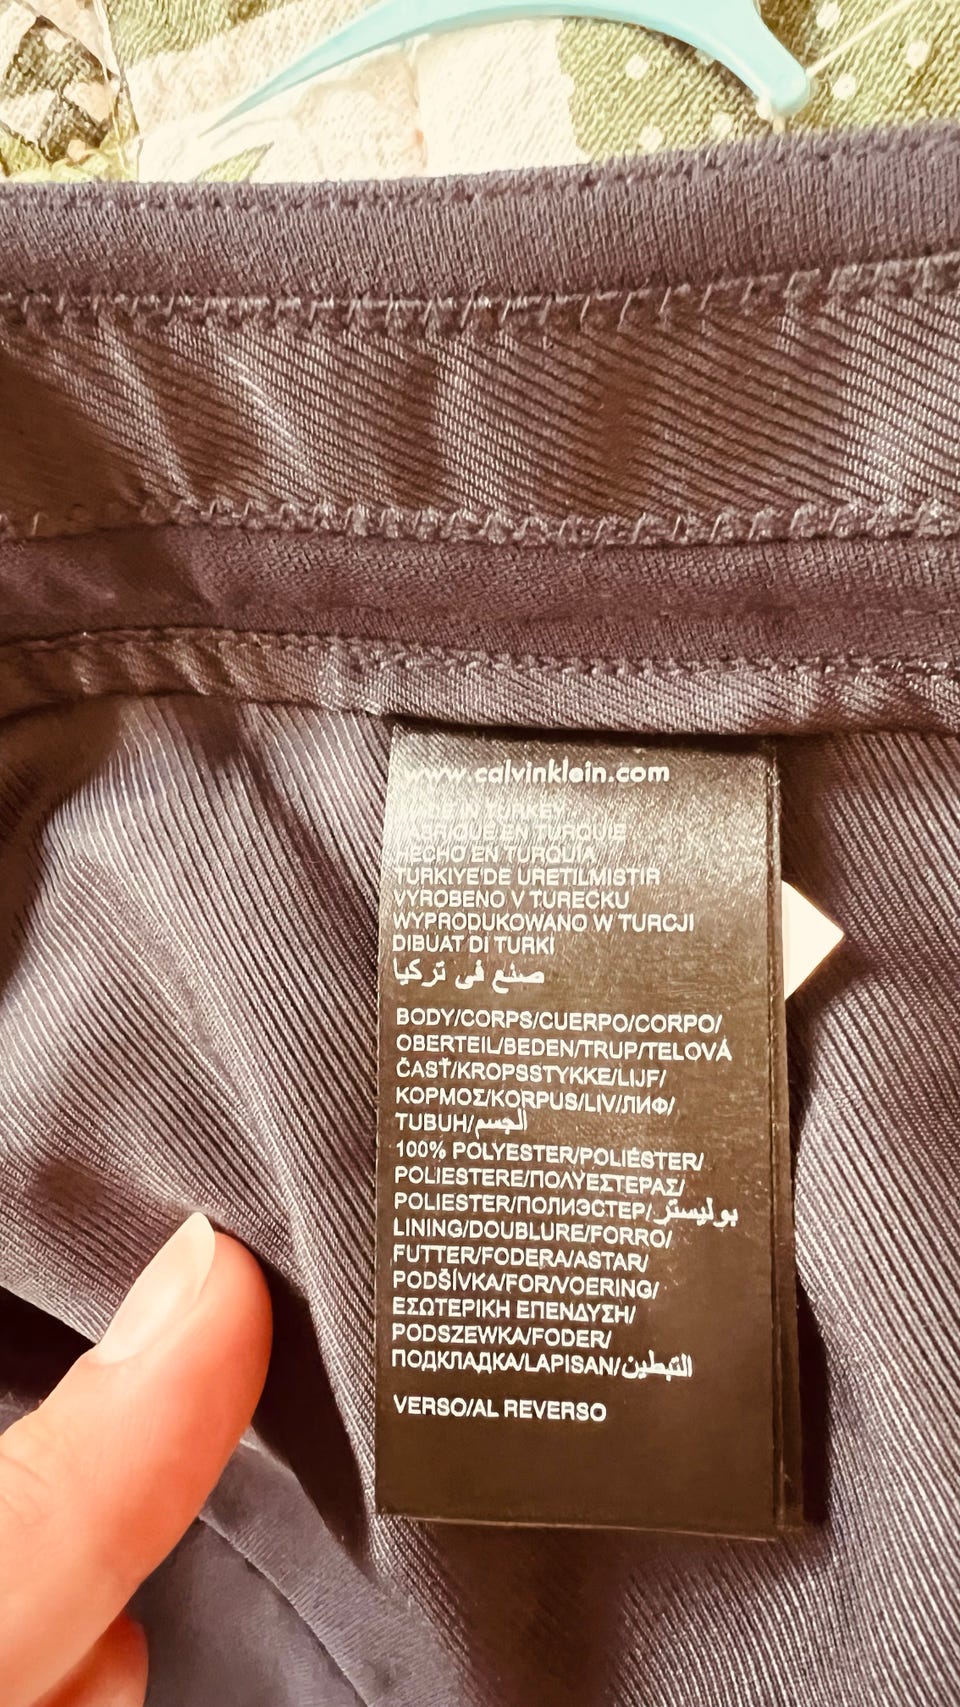 www.calvinklein.com
MADE IN TURKEY
FABRIQUE EN TURQUIE
HECHO EN TURQUIA
TURKIYE'DE URETILMISTIR
VYROBENO V TURECKU
WYPRODUKOWANO W TURCJI
DIBUAT DI TURKI
صنع في تركيا
BODY/CORPS/CUERPO/CORPO/
OBERTEIL/BEDEN/TRUP/TELOVÁ
ČASŤ/KROPSSTYKKE/LIJF/
ΚΟΡΜΟΣ/KORPUS/LIV/ЛИФ/
TUBUH/الجسم
100% POLYESTER/POLIÉSTER/
POLIESTERE/ΠΟΛΥΕΣΤΕΡΑΣ/
POLIESTER/ПОЛИЭСТЕР/بوليستر
LINING/DOUBLURE/FORRO/
FUTTER/FODERA/ASTAR/
PODŠÍVKA/FOR/VOERING/
ΕΣΩΤΕΡΙΚΗ ΕΠΕΝΔΥΣΗ/
PODSZEWKA/FODER/
ПОДКЛАДКА/LAPISAN/التبطين
VERSO/AL REVERSO